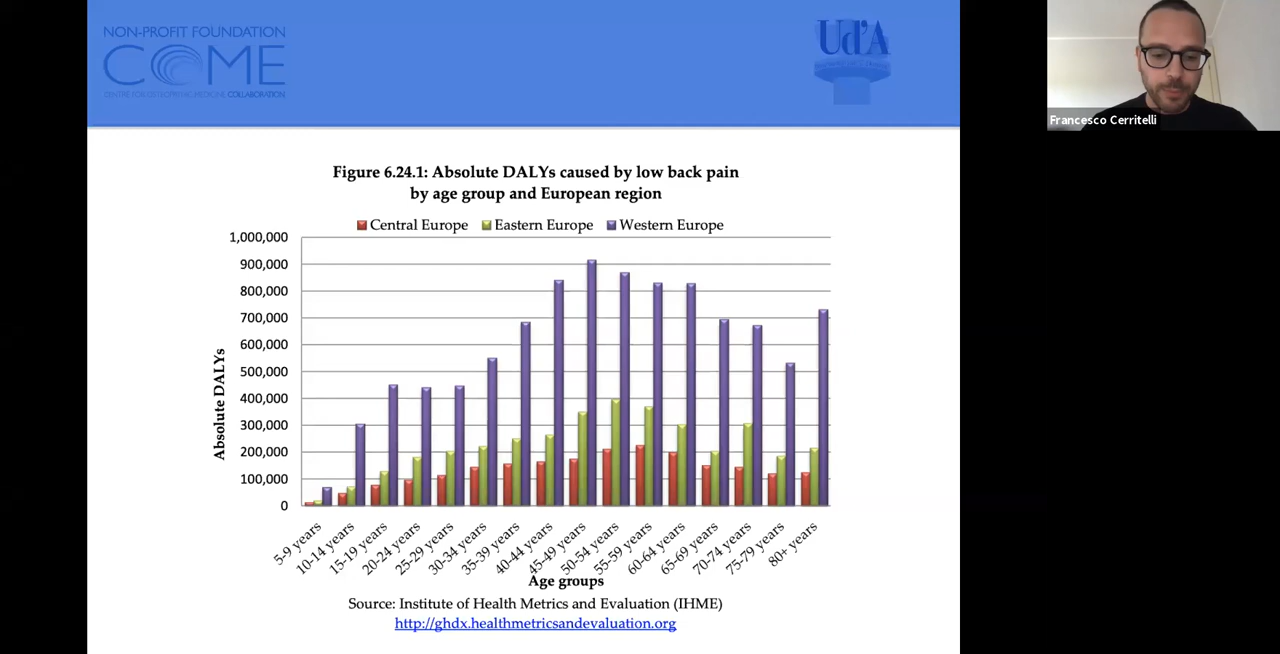 NON-PROFIT FOUNDATION
COME
CENTRE FOR OSTEOPATHIC MEDICINE COLLABORATION
Ud'A
Francesco Cerritelli
Figure 6.24.1: Absolute DALYs caused by low back pain
by age group and European region
Central Europe Eastern Europe Western Europe
1,000,000
900,000
800,000
700,000
600,000
500,000
400,000
300,000
200,000
100,000
0
Absolute DALYs
5-9 years
10-14 years
15-19 years
20-24 years
25-29 years
30-34 years
35-39 years
40-44 years
45-49 years
50-54 years
55-59 years
60-64 years
65-69 years
70-74 years
75-79 years
80+ years
Age groups
Source: Institute of Health Metrics and Evaluation (IHME)
http://ghdx.healthmetricsandevaluation.org